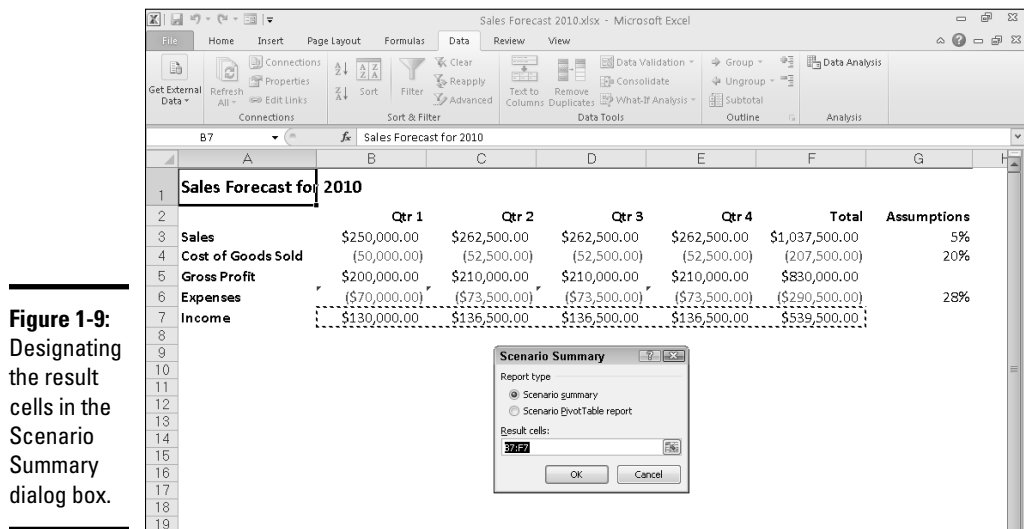 Sales Forecast 2010.xlsx - Microsoft Excel
File Home Insert Page Layout Formulas Data Review View
Get External Data
Refresh All
Connections
Properties
Edit Links
Connections
Sort
Filter
Clear
Reapply
Advanced
Sort & Filter
Text to Columns
Remove Duplicates
Data Validation
Consolidate
What-If Analysis
Data Tools
Group
Ungroup
Subtotal
Outline
Data Analysis
Analysis
B7 fx Sales Forecast for 2010
A B C D E F G H
1 Sales Forecast for 2010
2 Qtr 1 Qtr 2 Qtr 3 Qtr 4 Total Assumptions
3 Sales $250,000.00 $262,500.00 $262,500.00 $262,500.00 $1,037,500.00 5%
4 Cost of Goods Sold (50,000.00) (52,500.00) (52,500.00) (52,500.00) (207,500.00) 20%
5 Gross Profit $200,000.00 $210,000.00 $210,000.00 $210,000.00 $830,000.00
6 Expenses ($70,000.00) ($73,500.00) ($73,500.00) ($73,500.00) ($290,500.00) 28%
7 Income $130,000.00 $136,500.00 $136,500.00 $136,500.00 $539,500.00
8
9
10
11
12
13
14
15
16
17
18
19
Scenario Summary
Report type
Scenario summary
Scenario PivotTable report
Result cells:
B7:F7
OK Cancel
Figure 1-9:
Designating
the result
cells in the
Scenario
Summary
dialog box.